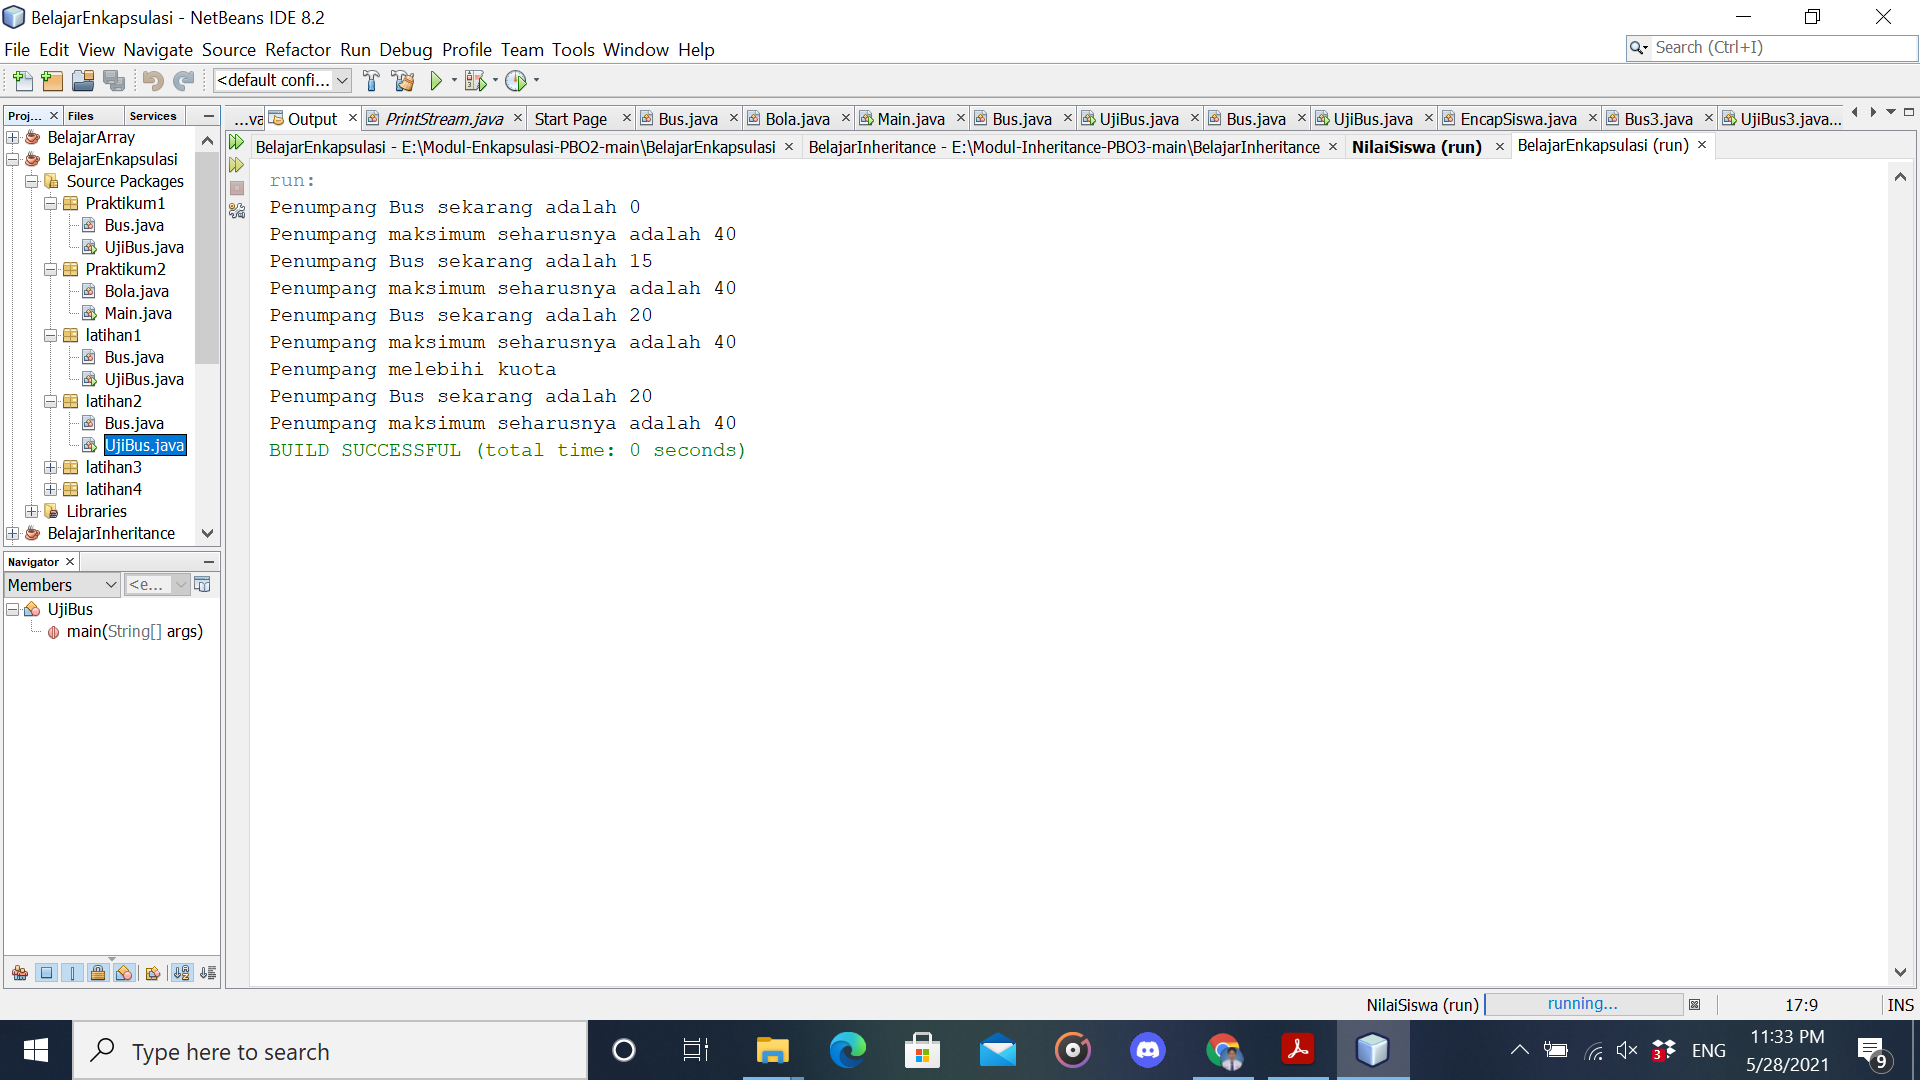 BelajarEnkapsulasi - NetBeans IDE 8.2
File Edit View Navigate Source Refactor Run Debug Profile Team Tools Window Help
Search (Ctrl+I)
<default confi...
Proj... Files Services
...va Output PrintStream.java Start Page Bus.java Bola.java Main.java Bus.java UjiBus.java Bus.java UjiBus.java EncapSiswa.java Bus3.java UjiBus3.java...
BelajarEnkapsulasi - E:\Modul-Enkapsulasi-PBO2-main\BelajarEnkapsulasi BelajarInheritance - E:\Modul-Inheritance-PBO3-main\BelajarInheritance NilaiSiswa (run) BelajarEnkapsulasi (run)
BelajarArray
BelajarEnkapsulasi
Source Packages
Praktikum1
Bus.java
UjiBus.java
Praktikum2
Bola.java
Main.java
latihan1
Bus.java
UjiBus.java
latihan2
Bus.java
UjiBus.java
latihan3
latihan4
Libraries
BelajarInheritance
run:
Penumpang Bus sekarang adalah 0
Penumpang maksimum seharusnya adalah 40
Penumpang Bus sekarang adalah 15
Penumpang maksimum seharusnya adalah 40
Penumpang Bus sekarang adalah 20
Penumpang maksimum seharusnya adalah 40
Penumpang melebihi kuota
Penumpang Bus sekarang adalah 20
Penumpang maksimum seharusnya adalah 40
BUILD SUCCESSFUL (total time: 0 seconds)
Navigator
Members <e...
UjiBus
main(String[] args)
NilaiSiswa (run) running... 17:9 INS
Type here to search
3 ENG 11:33 PM
5/28/2021 9